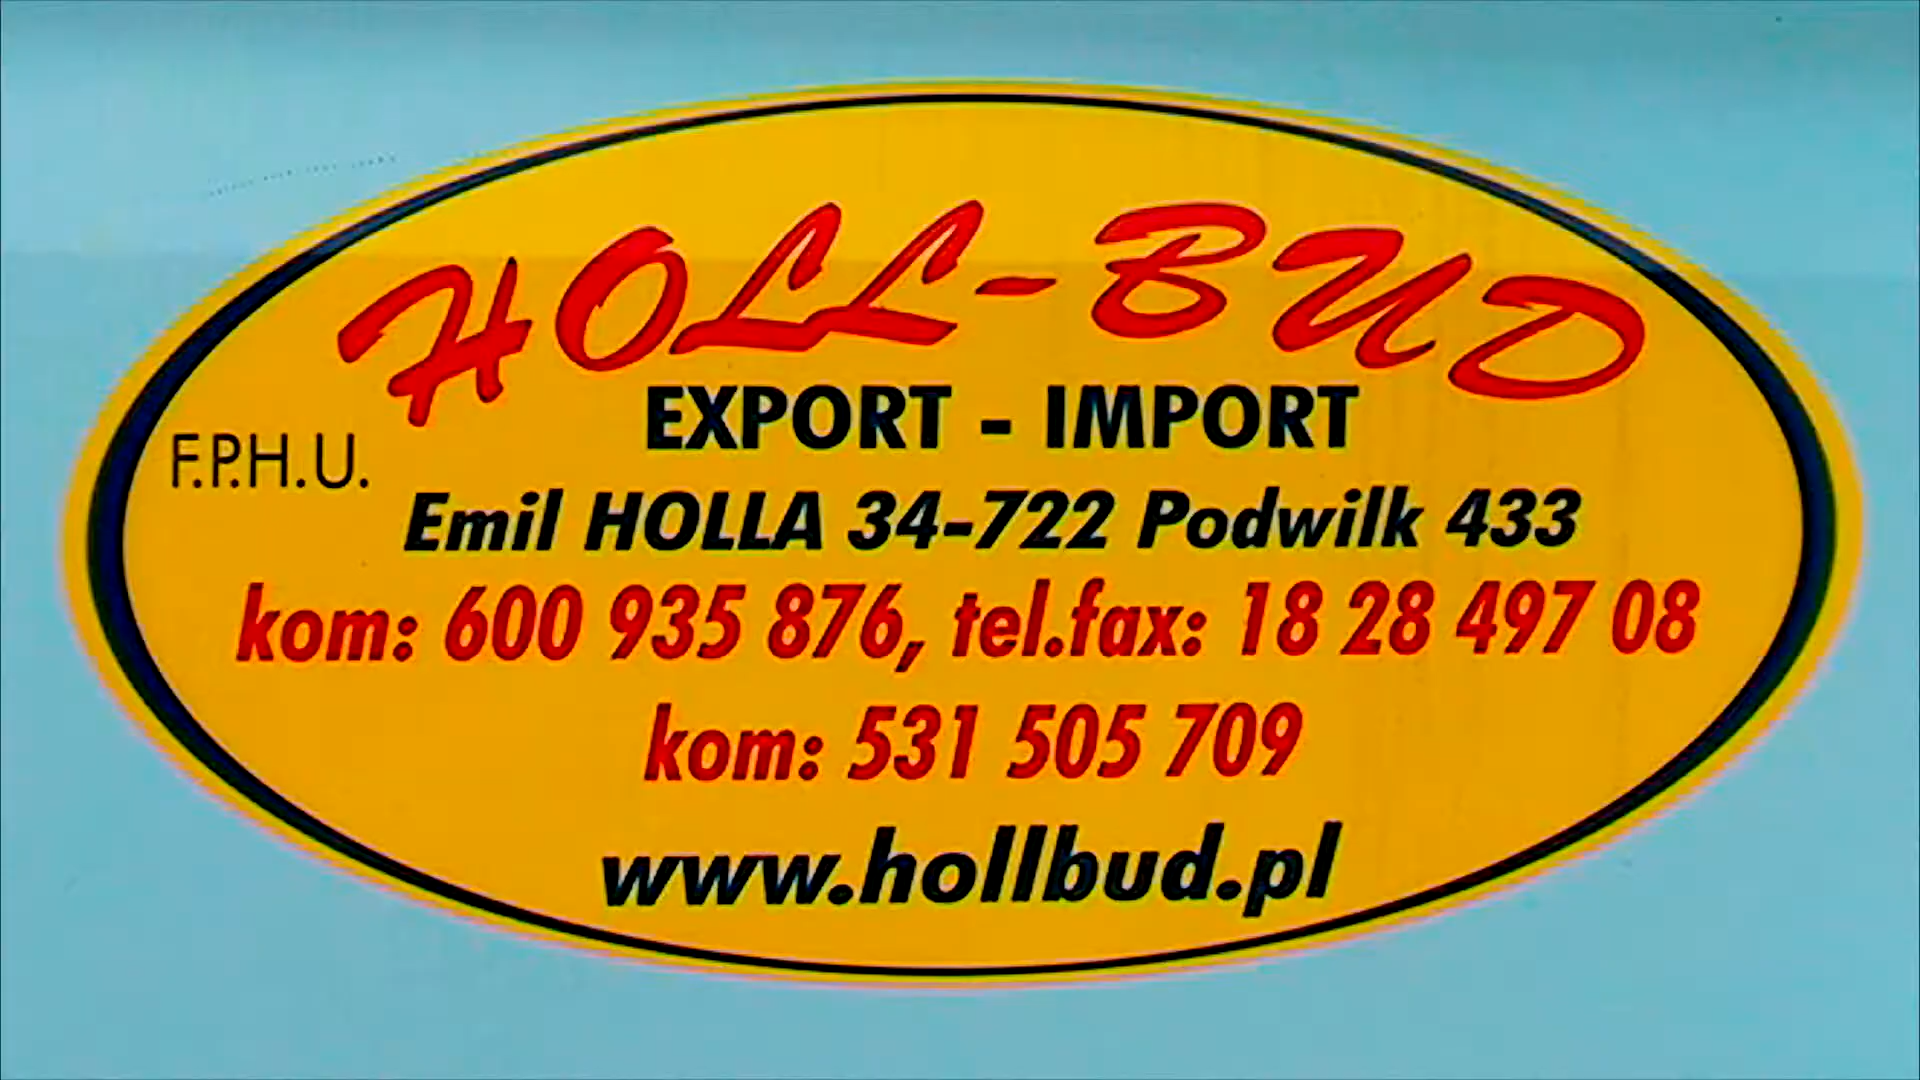 HOLL-BUD
EXPORT - IMPORT
F.P.H.U.
Emil HOLLA 34-722 Podwilk 433
kom: 600 935 876, tel.fax: 18 28 497 08
kom: 531 505 709
www.hollbud.pl